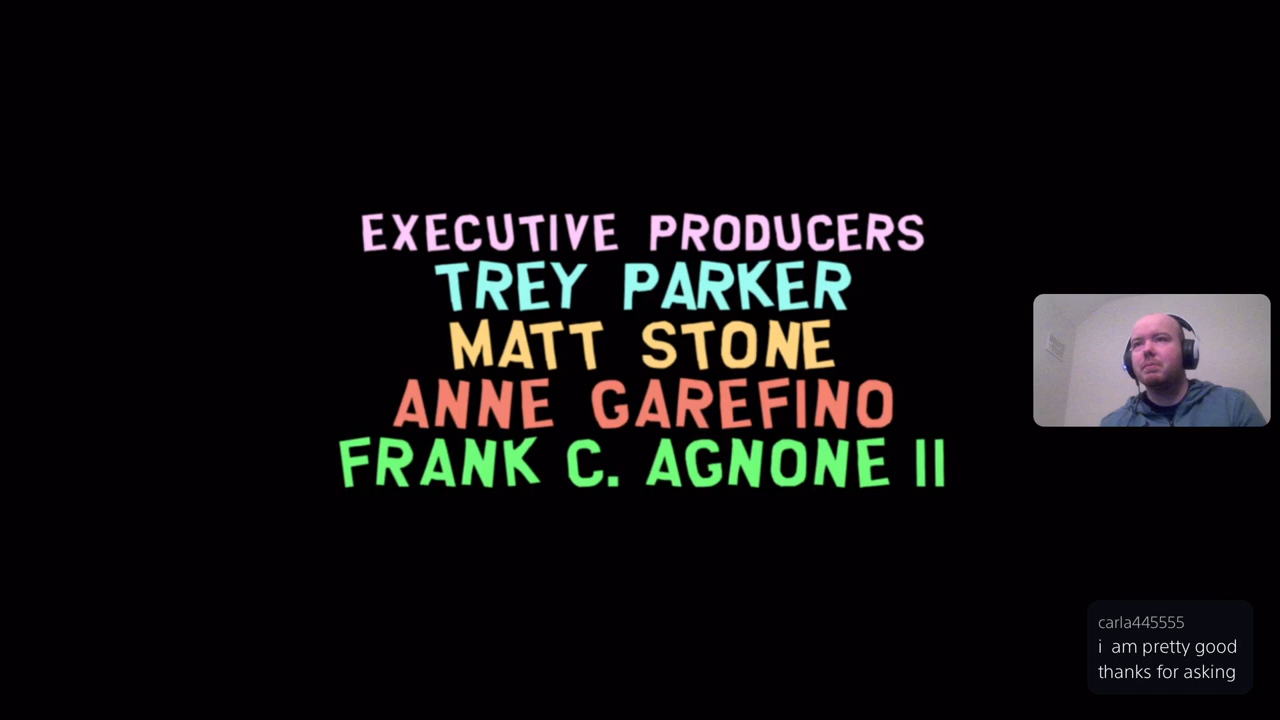 EXECUTIVE PRODUCERS
TREY PARKER
MATT STONE
ANNE GAREFINO
FRANK C. AGNONE II
carla445555
i am pretty good
thanks for asking